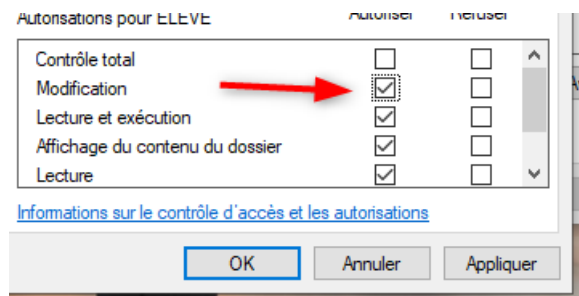 Autorisations pour ELEVE Autoriser Refuser
Contrôle total
Modification
Lecture et exécution
Affichage du contenu du dossier
Lecture
Informations sur le contrôle d'accès et les autorisations
OK Annuler Appliquer